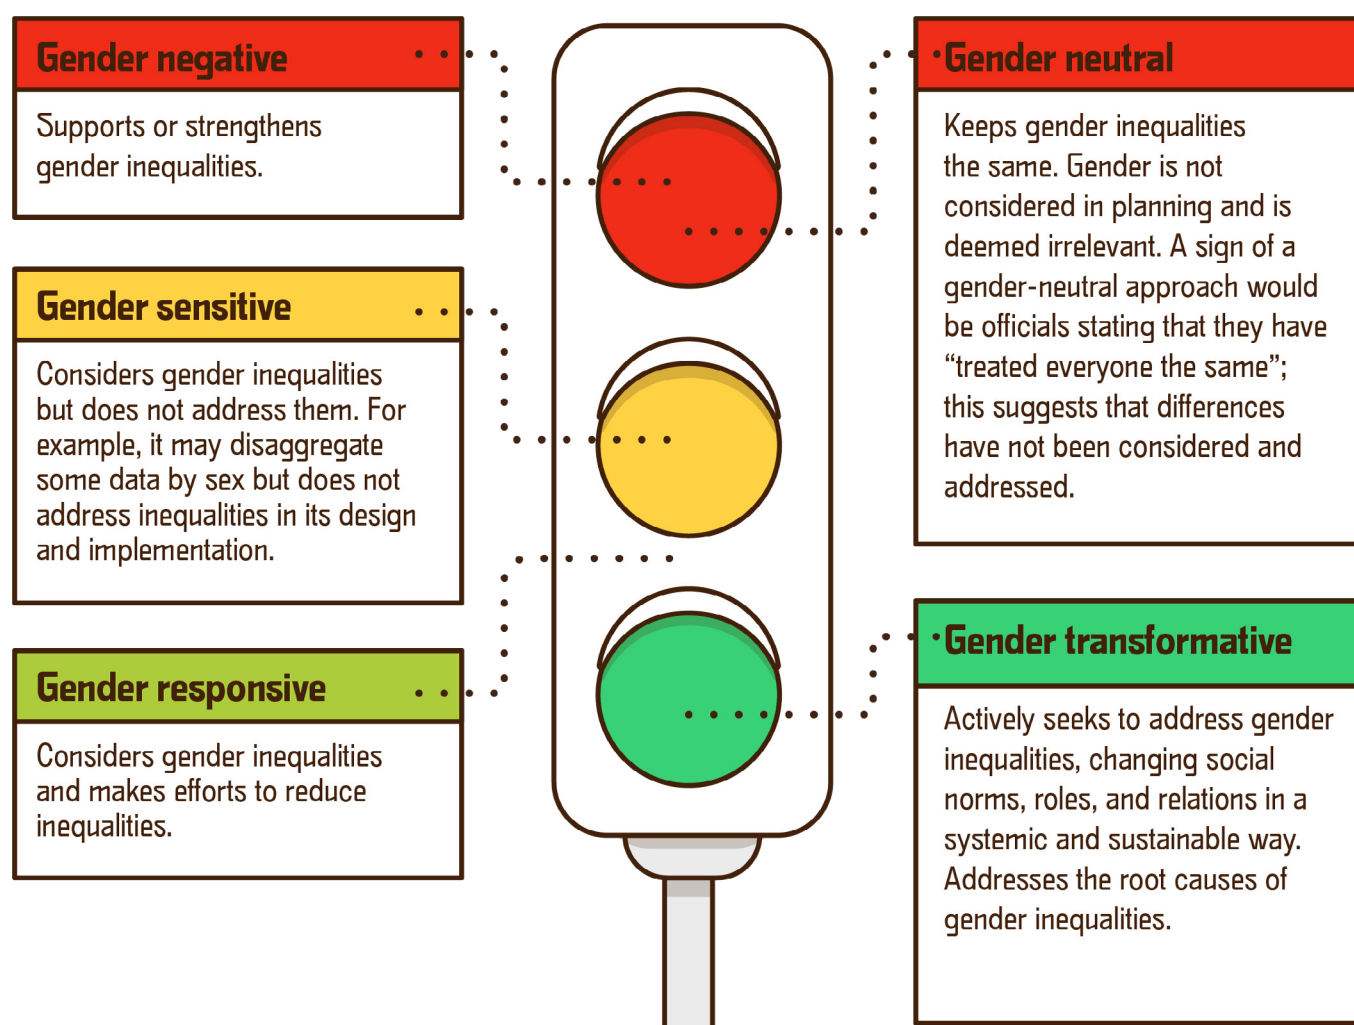 Gender negative
Supports or strengthens
gender inequalities.
Gender neutral
Keeps gender inequalities
the same. Gender is not
considered in planning and is
deemed irrelevant. A sign of a
gender-neutral approach would
be officials stating that they have
“treated everyone the same”;
this suggests that differences
have not been considered and
addressed.
Gender sensitive
Considers gender inequalities
but does not address them. For
example, it may disaggregate
some data by sex but does not
address inequalities in its design
and implementation.
Gender responsive
Considers gender inequalities
and makes efforts to reduce
inequalities.
Gender transformative
Actively seeks to address gender
inequalities, changing social
norms, roles, and relations in a
systemic and sustainable way.
Addresses the root causes of
gender inequalities.